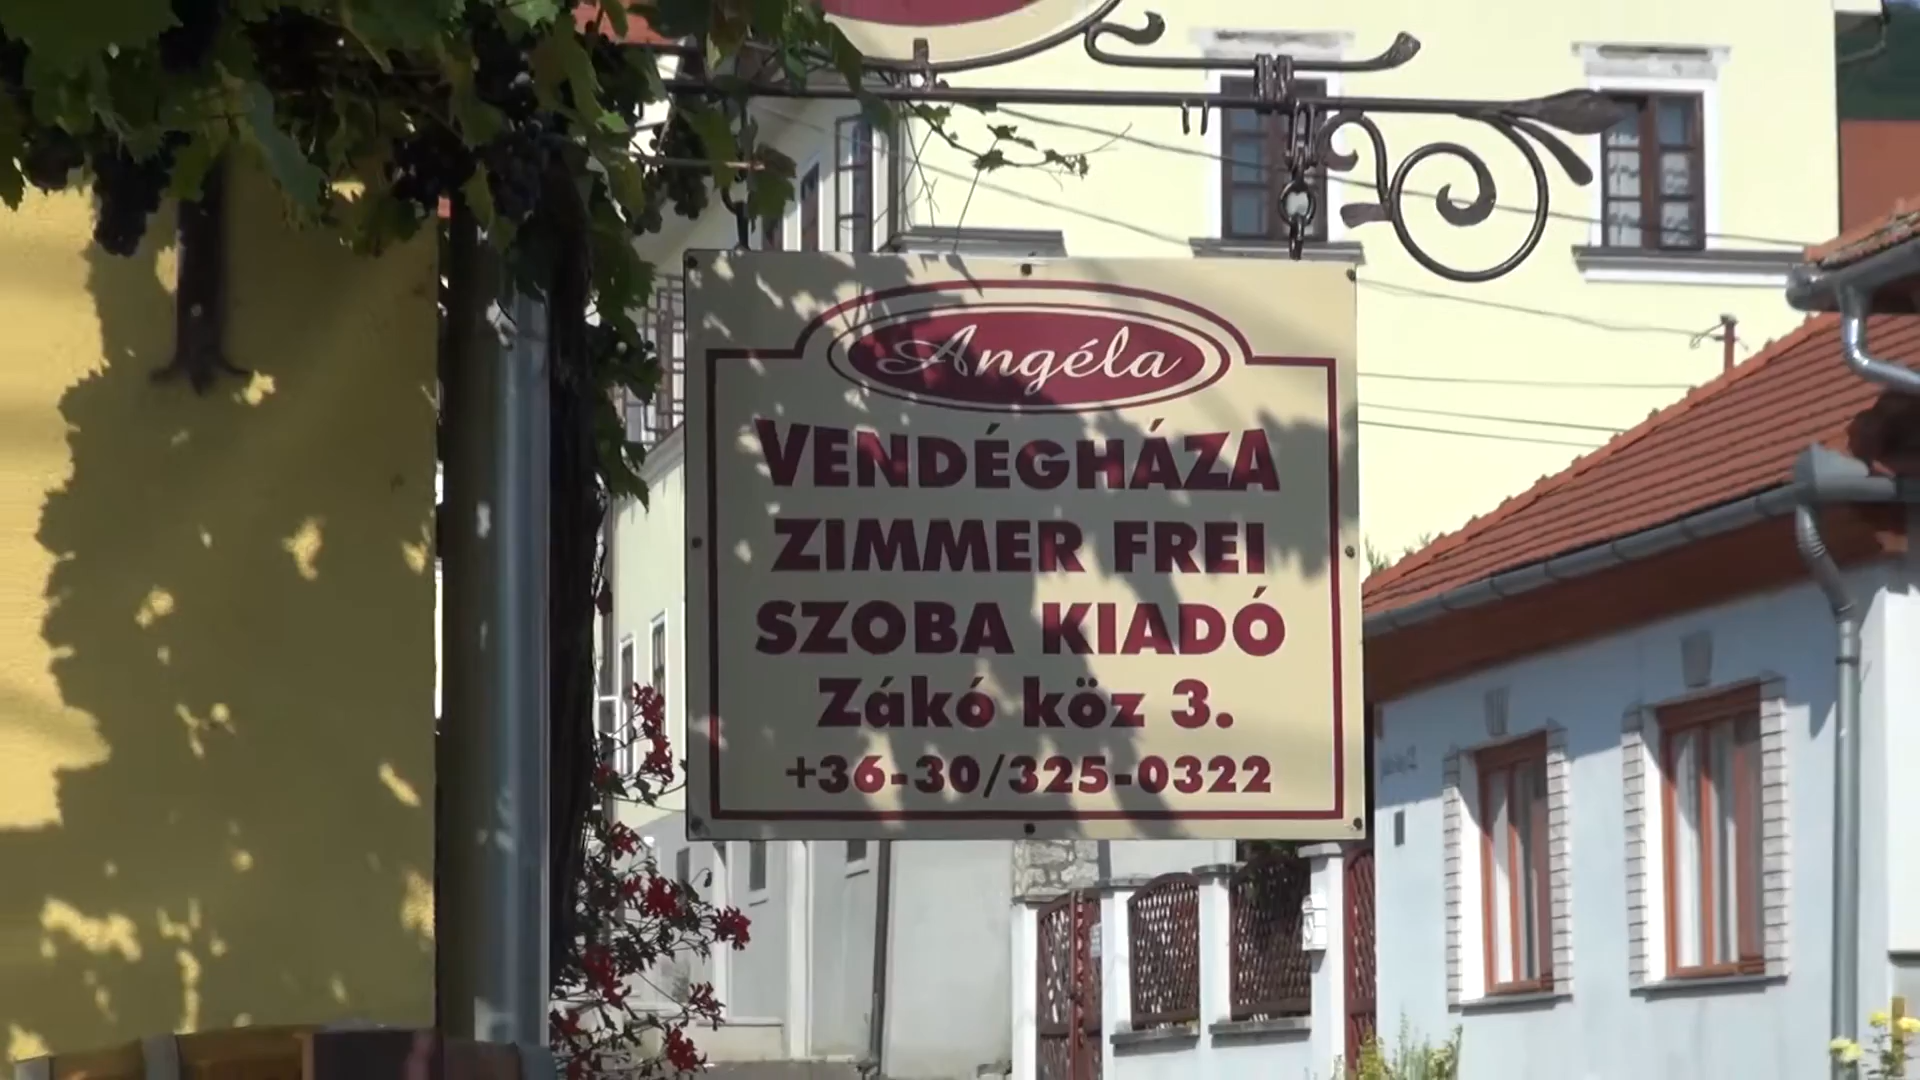 Angéla
VENDÉGHÁZA
ZIMMER FREI
SZOBA KIADÓ
Zákó köz 3.
+36-30/325-0322